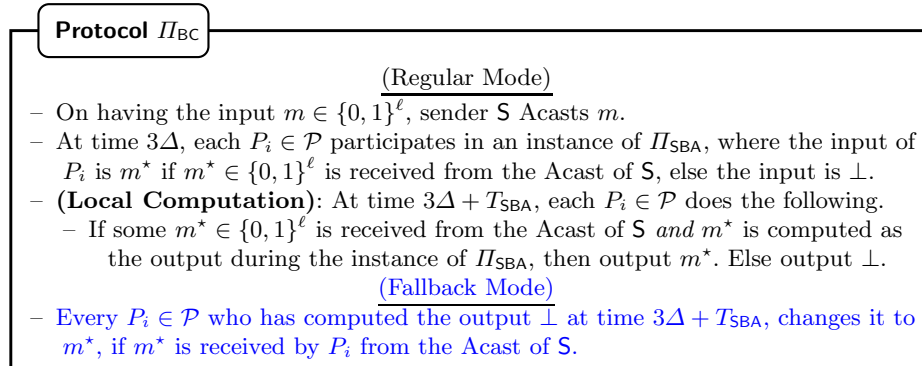 Protocol Π_BC
(Regular Mode)
– On having the input m ∈ {0, 1}^ℓ, sender S Acasts m.
– At time 3Δ, each P_i ∈ 𝒫 participates in an instance of Π_SBA, where the input of
P_i is m⋆ if m⋆ ∈ {0, 1}^ℓ is received from the Acast of S, else the input is ⊥.
– (Local Computation): At time 3Δ + T_SBA, each P_i ∈ 𝒫 does the following.
– If some m⋆ ∈ {0, 1}^ℓ is received from the Acast of S and m⋆ is computed as
the output during the instance of Π_SBA, then output m⋆. Else output ⊥.
(Fallback Mode)
– Every P_i ∈ 𝒫 who has computed the output ⊥ at time 3Δ + T_SBA, changes it to
m⋆, if m⋆ is received by P_i from the Acast of S.